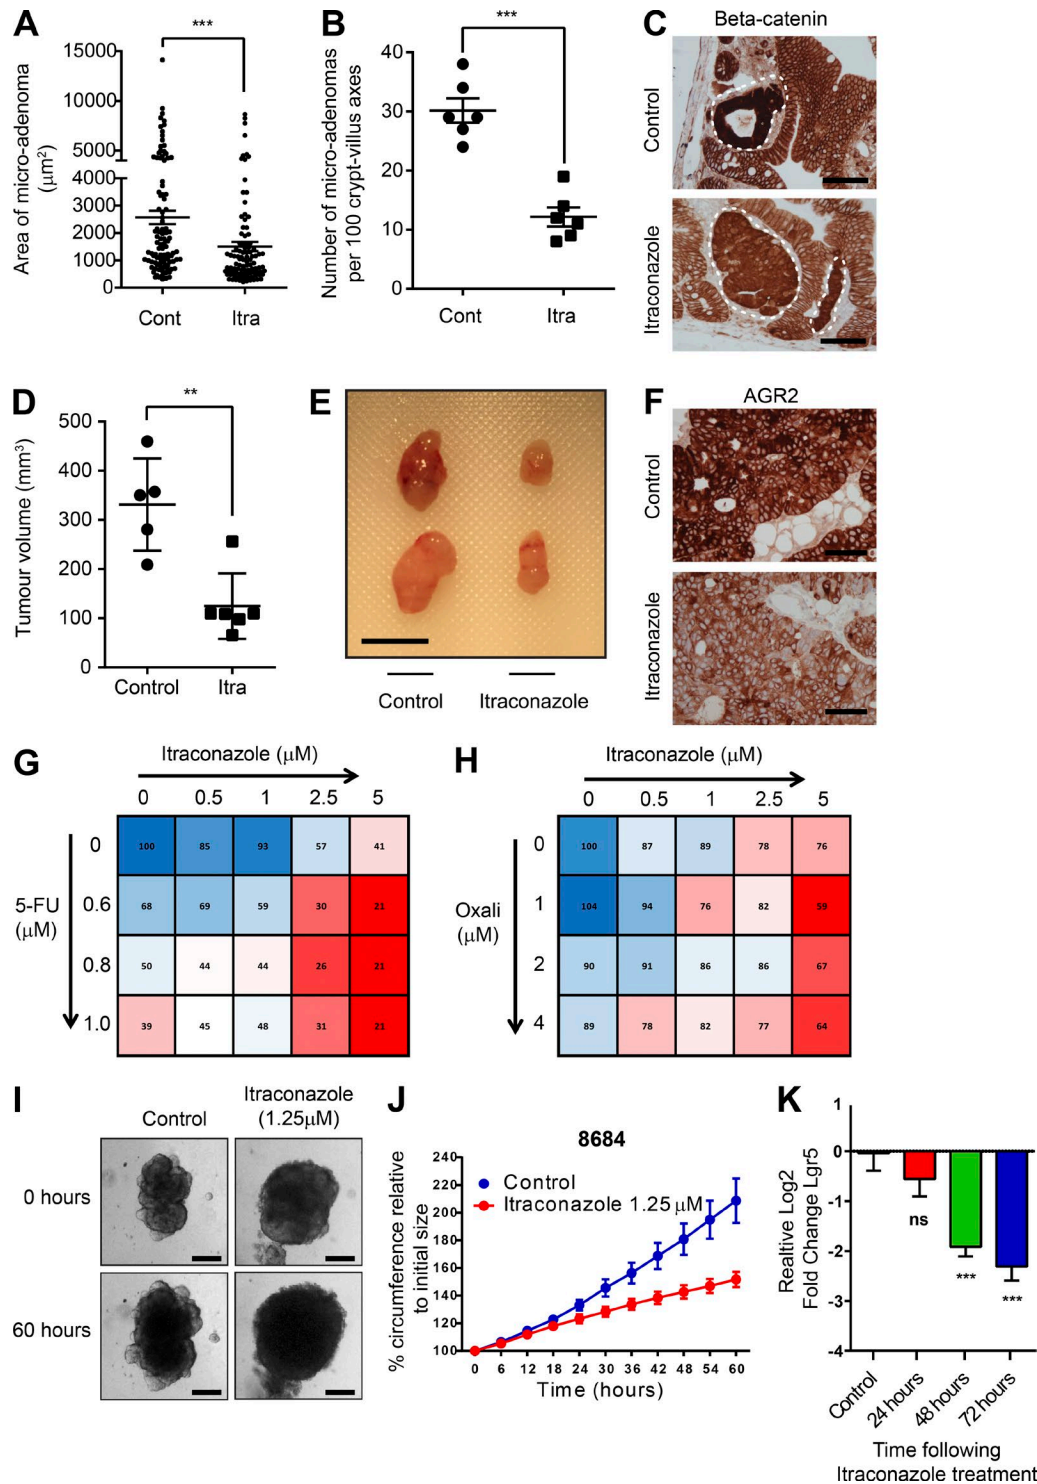 A
***
15000
10000
5000
4000
3000
2000
1000
0
Area of micro-adenoma
(μm²)
Cont Itra
B
***
40
30
20
10
0
Number of micro-adenomas
per 100 crypt-villus axes
Cont Itra
C
Beta-catenin
Control
Itraconazole
D
**
500
400
300
200
100
0
Tumour volume (mm³)
Control Itra
E
Control Itraconazole
F
AGR2
Control
Itraconazole
G
Itraconazole (μM)
0 0.5 1 2.5 5
5-FU
(μM)
0 100 85 93 57 41
0.6 68 69 59 30 21
0.8 50 44 44 26 21
1.0 39 45 48 31 21
H
Itraconazole (μM)
0 0.5 1 2.5 5
Oxali
(μM)
0 100 87 89 78 76
1 104 94 76 82 59
2 90 91 86 86 67
4 89 78 82 77 64
I
Control
Itraconazole
(1.25μM)
0 hours
60 hours
J
8684
240
220
200
180
160
140
120
100
% circumference relative
to initial size
Control
Itraconazole 1.25 μM
0 6 12 18 24 30 36 42 48 54 60
Time (hours)
K
1
0
-1
-2
-3
-4
Realtive Log2
Fold Change Lgr5
ns
***
***
Control
24 hours
48 hours
72 hours
Time following
Itraconazole treatment